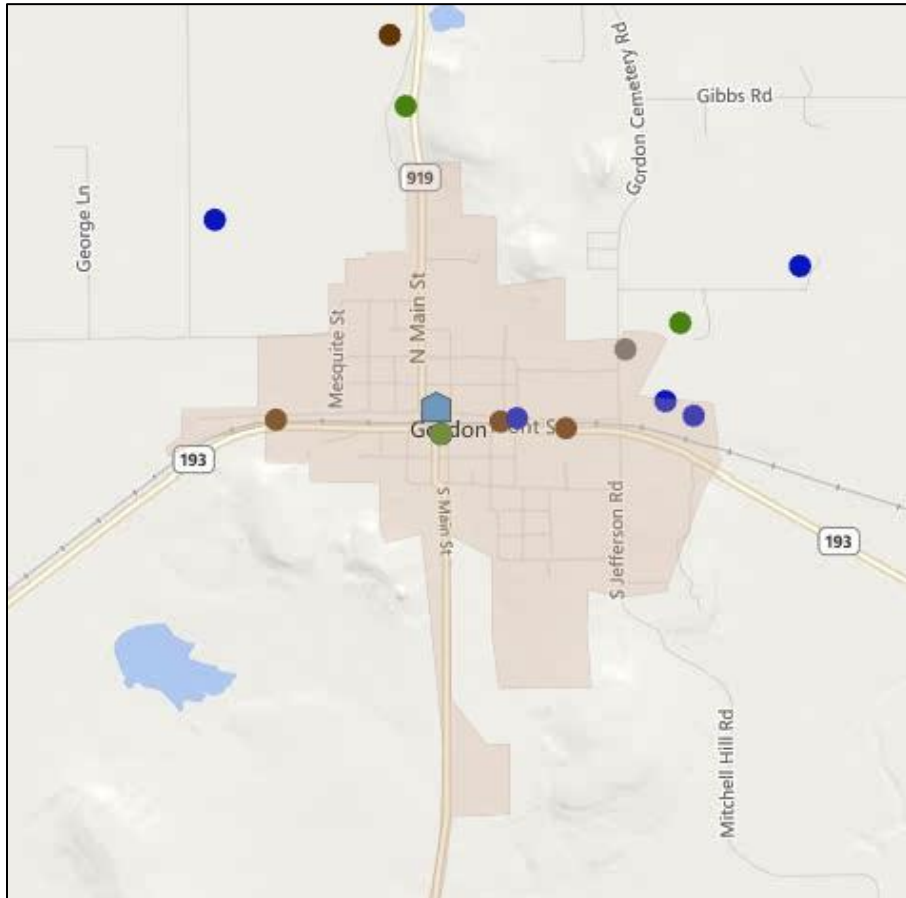 Gordon Cemetery Rd
Gibbs Rd
919
George Ln
N Main St
Mesquite St
Gordon
193
S Main St
S Jefferson Rd
193
Mitchell Hill Rd